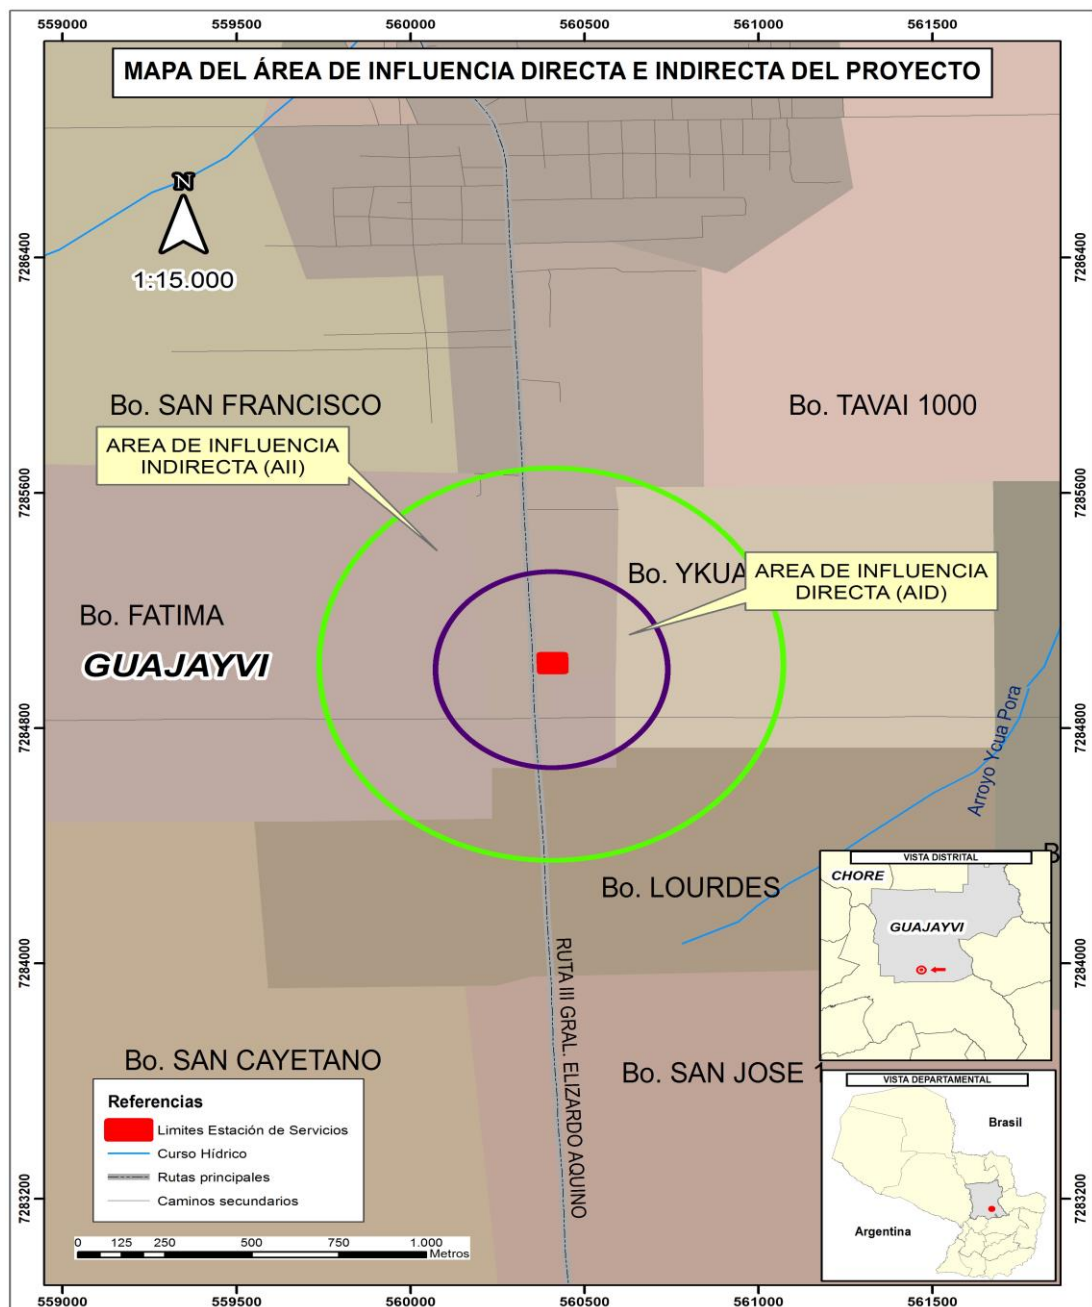 559000 559500 560000 560500 561000 561500
MAPA DEL ÁREA DE INFLUENCIA DIRECTA E INDIRECTA DEL PROYECTO
N
1:15.000
7286400
7286400
Bo. SAN FRANCISCO
Bo. TAVAI 1000
AREA DE INFLUENCIA
INDIRECTA (AII)
7285600
7285600
Bo. YKUA
AREA DE INFLUENCIA
DIRECTA (AID)
Bo. FATIMA
GUAJAYVI
7284800
7284800
Arroyo Ycua Pora
B
Bo. LOURDES
VISTA DISTRITAL
CHORE
GUAJAYVI
7284000
7284000
RUTA III GRAL. ELIZARDO AQUINO
Bo. SAN CAYETANO
Bo. SAN JOSE 1
VISTA DEPARTAMENTAL
Brasil
Argentina
Referencias
Limites Estación de Servicios
Curso Hídrico
Rutas principales
Caminos secundarios
7283200
7283200
0 125 250 500 750 1.000
Metros
559000 559500 560000 560500 561000 561500